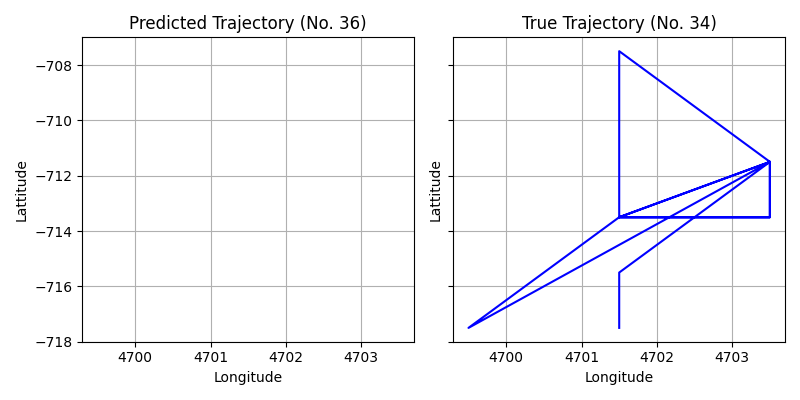 Predicted Trajectory (No. 36)
True Trajectory (No. 34)
−708
−710
−712
−714
−716
−718
Lattitude
Lattitude
4700 4701 4702 4703
4700 4701 4702 4703
Longitude
Longitude